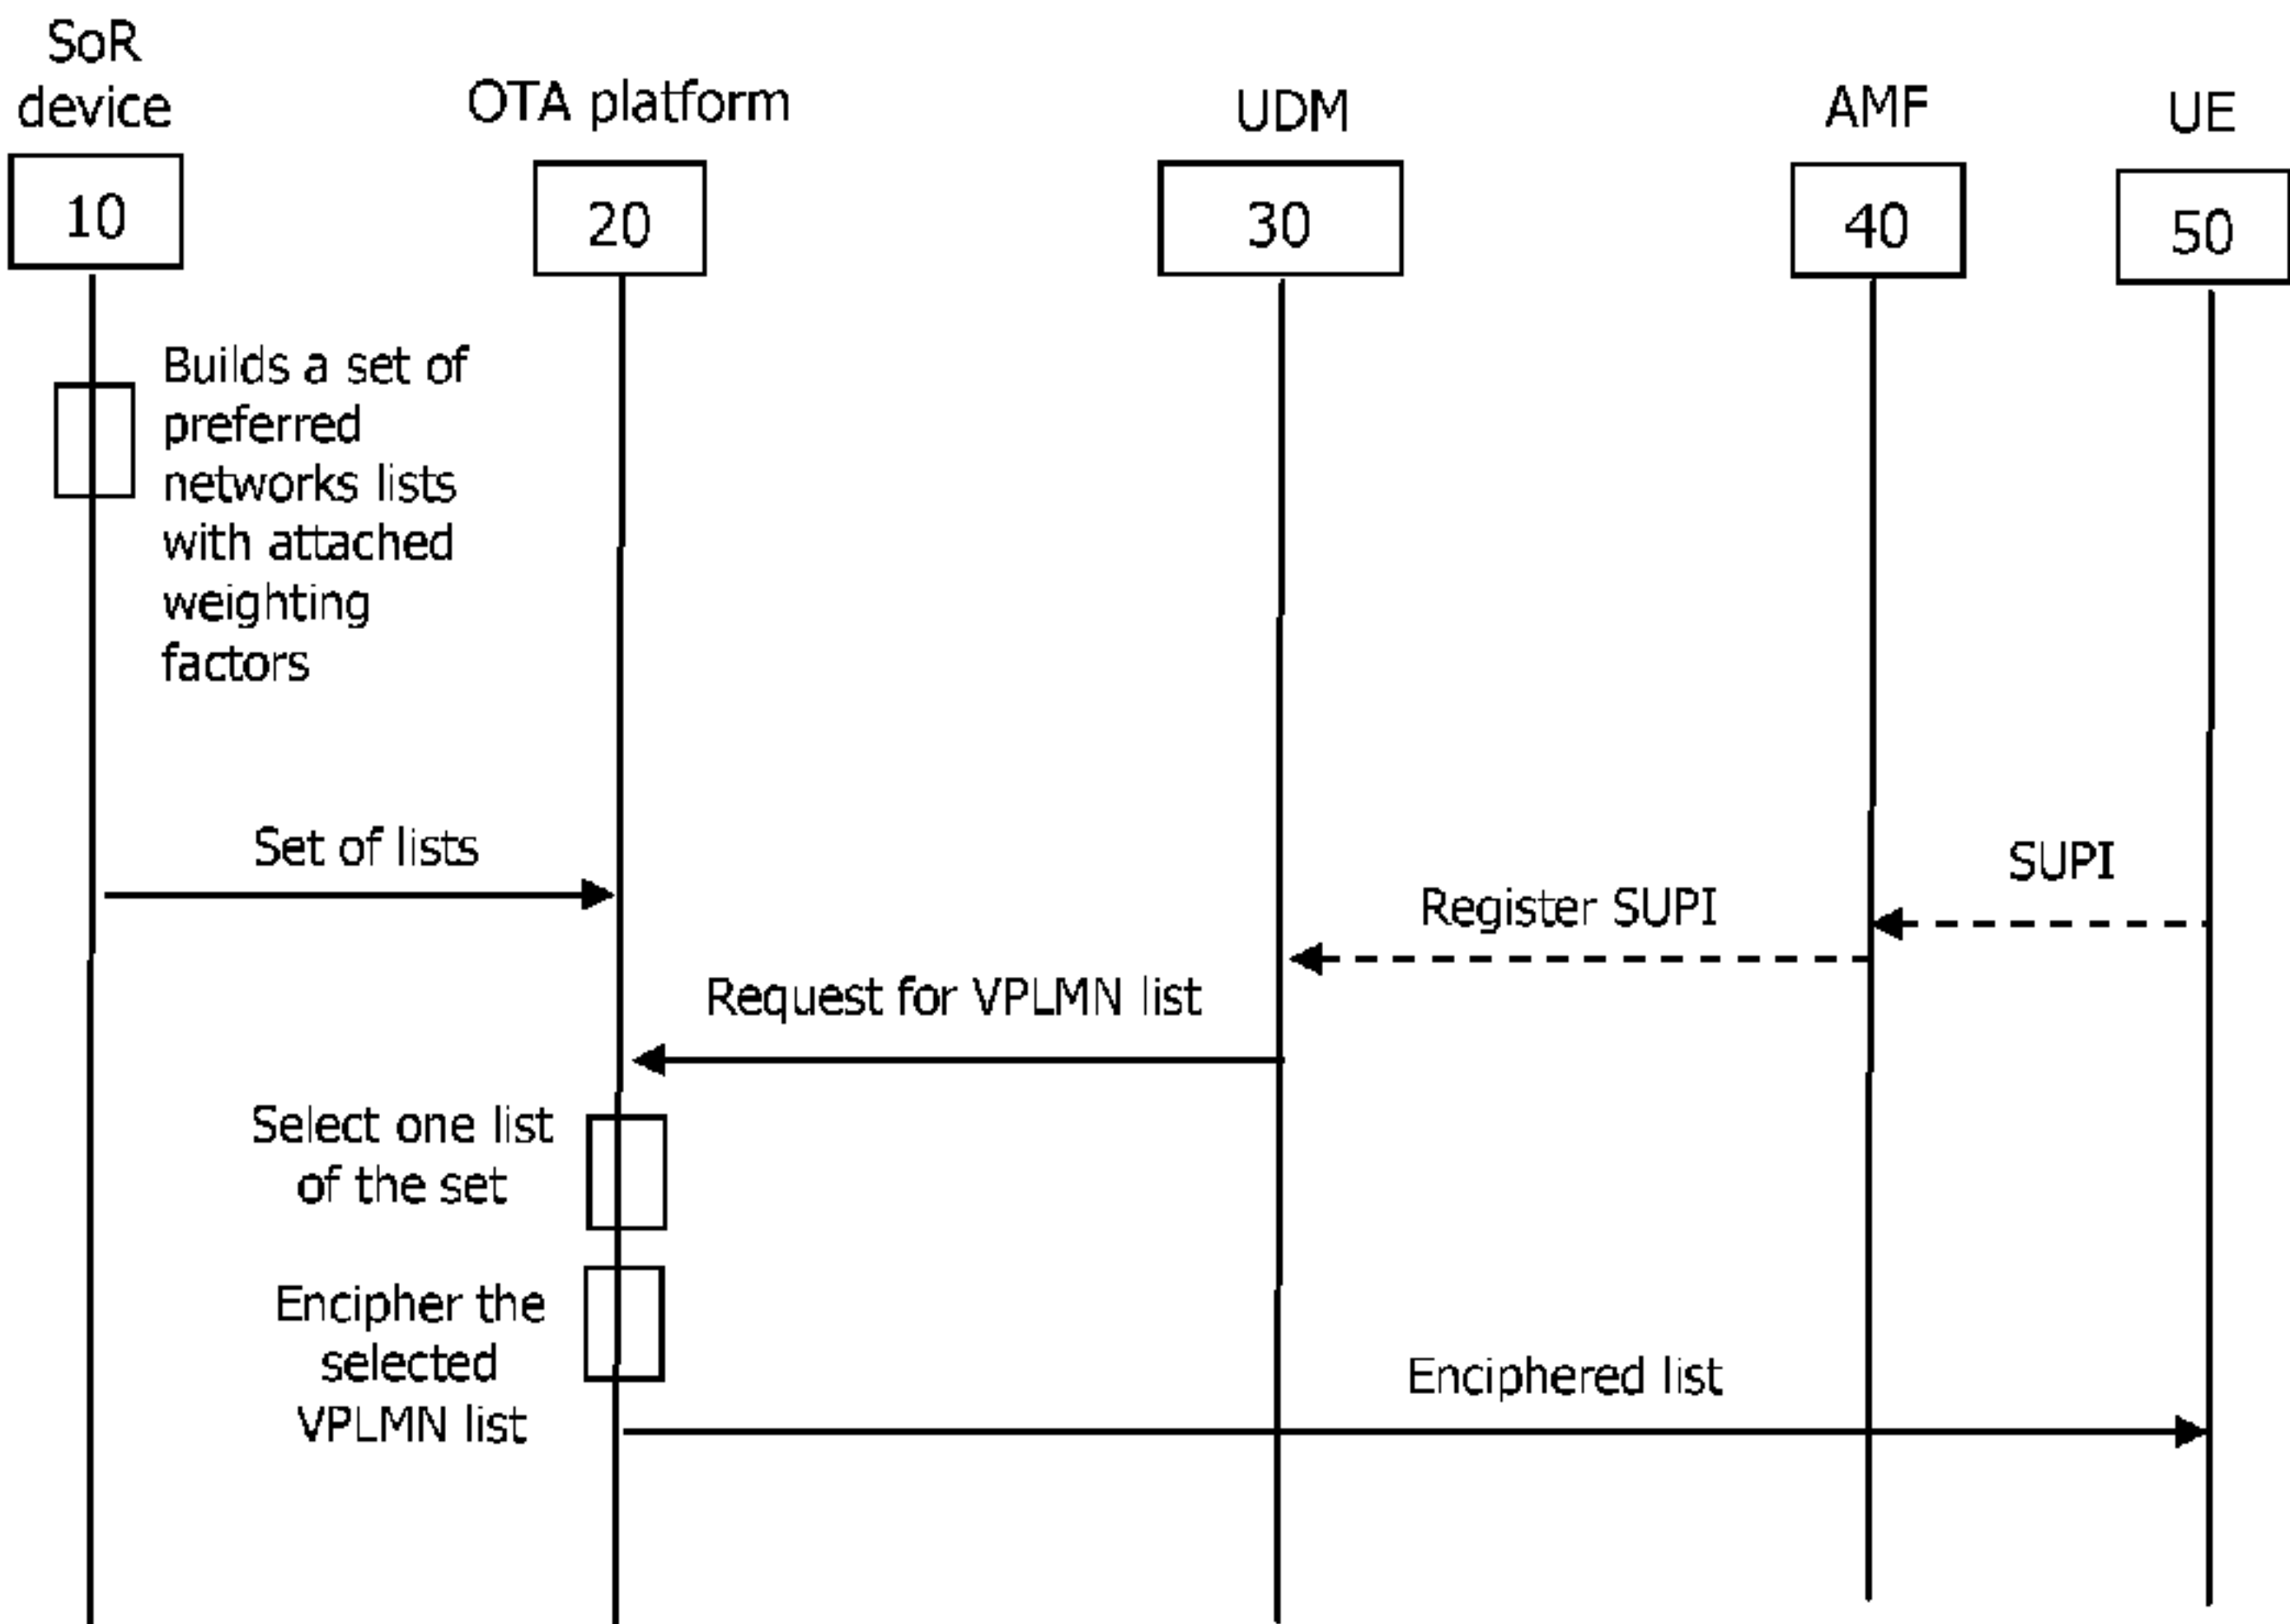 SoR
device
OTA platform
UDM
AMF
UE
10
20
30
40
50
Builds a set of
preferred
networks lists
with attached
weighting
factors
Set of lists
SUPI
Register SUPI
Request for VPLMN list
Select one list
of the set
Encipher the
selected
VPLMN list
Enciphered list